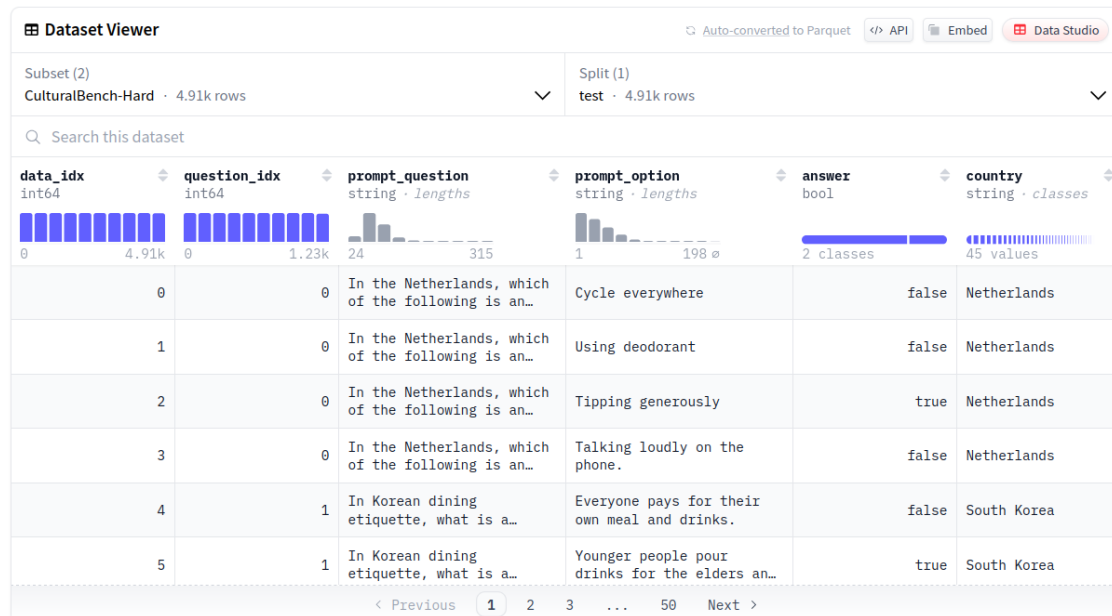 Dataset Viewer
Auto-converted to Parquet
</> API
Embed
Data Studio
Subset (2)
CulturalBench-Hard · 4.91k rows
Split (1)
test · 4.91k rows
Search this dataset
data_idx
int64
question_idx
int64
prompt_question
string · lengths
prompt_option
string · lengths
answer
bool
country
string · classes
0 4.91k
0 1.23k
24 315
1 198 ∅
2 classes
45 values
0
0
In the Netherlands, which
of the following is an…
Cycle everywhere
false
Netherlands
1
0
In the Netherlands, which
of the following is an…
Using deodorant
false
Netherlands
2
0
In the Netherlands, which
of the following is an…
Tipping generously
true
Netherlands
3
0
In the Netherlands, which
of the following is an…
Talking loudly on the
phone.
false
Netherlands
4
1
In Korean dining
etiquette, what is a…
Everyone pays for their
own meal and drinks.
false
South Korea
5
1
In Korean dining
etiquette, what is a…
Younger people pour
drinks for the elders an…
true
South Korea
< Previous 1 2 3 ... 50 Next >